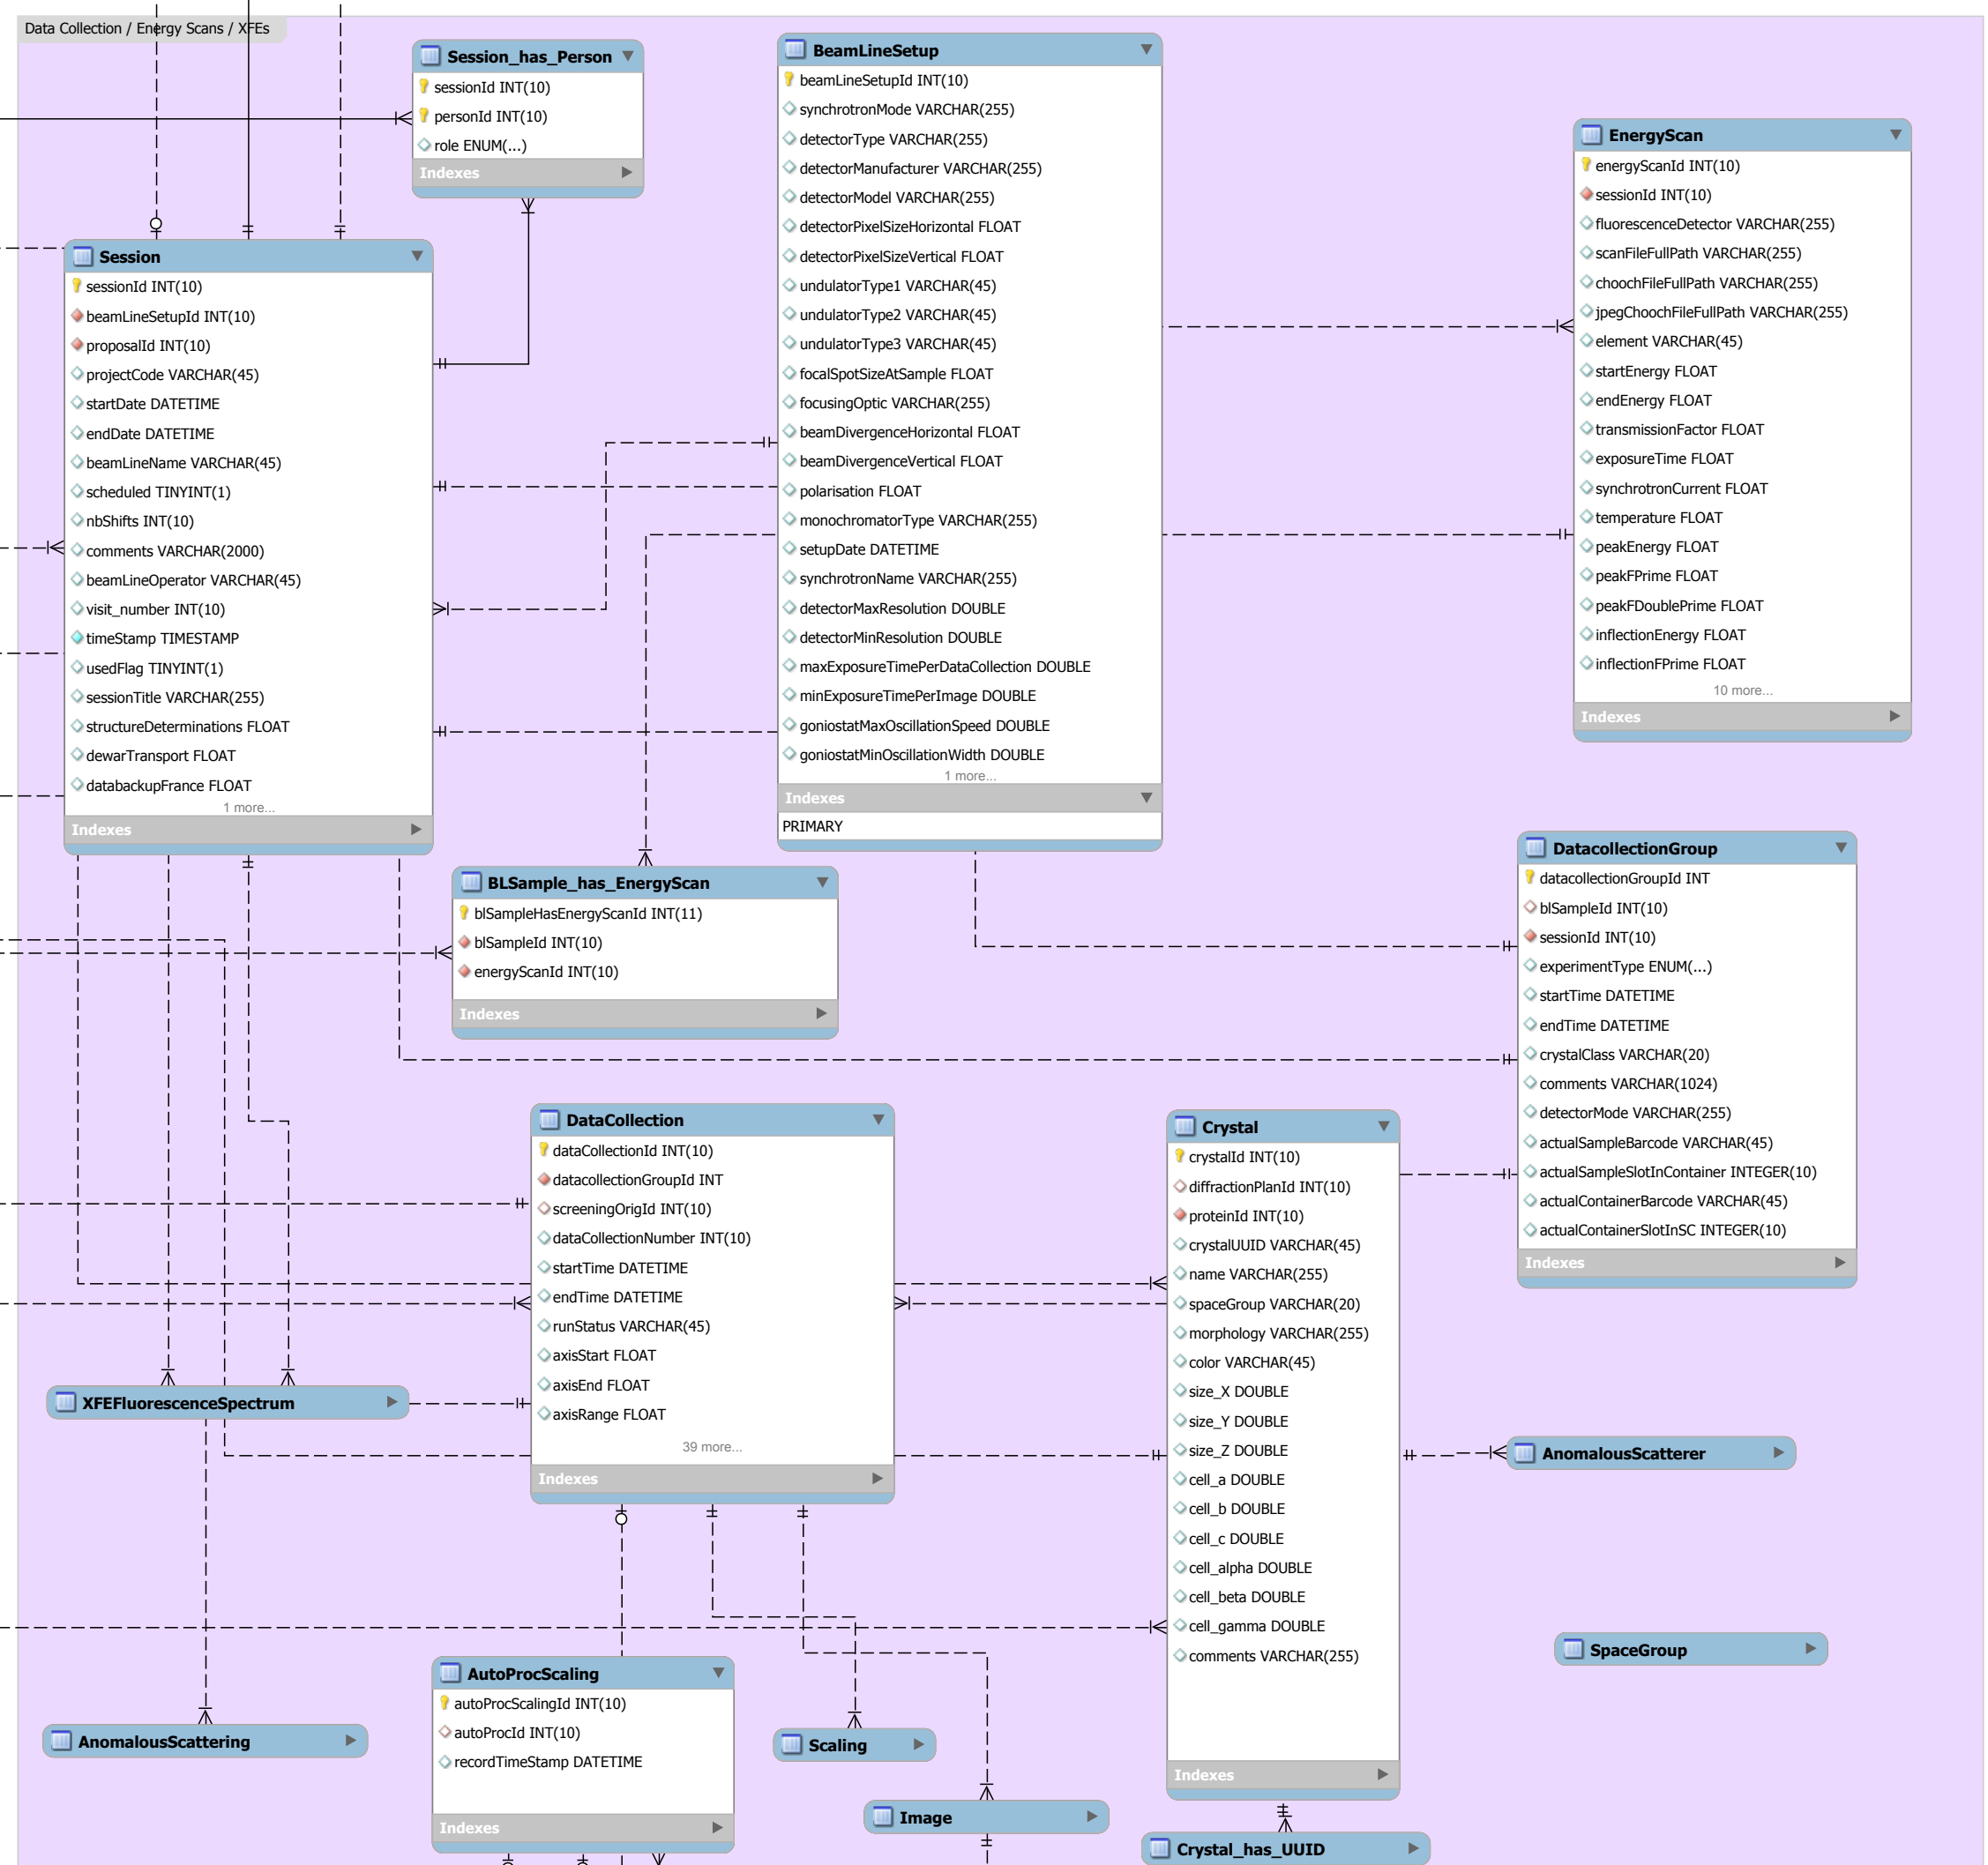 Data Collection / Energy Scans / XFEs
Session_has_Person
sessionId INT(10)
personId INT(10)
role ENUM(...)
Indexes
BeamLineSetup
beamLineSetupId INT(10)
synchrotronMode VARCHAR(255)
detectorType VARCHAR(255)
detectorManufacturer VARCHAR(255)
detectorModel VARCHAR(255)
detectorPixelSizeHorizontal FLOAT
detectorPixelSizeVertical FLOAT
undulatorType1 VARCHAR(45)
undulatorType2 VARCHAR(45)
undulatorType3 VARCHAR(45)
focalSpotSizeAtSample FLOAT
focusingOptic VARCHAR(255)
beamDivergenceHorizontal FLOAT
beamDivergenceVertical FLOAT
polarisation FLOAT
monochromatorType VARCHAR(255)
setupDate DATETIME
synchrotronName VARCHAR(255)
detectorMaxResolution DOUBLE
detectorMinResolution DOUBLE
maxExposureTimePerDataCollection DOUBLE
minExposureTimePerImage DOUBLE
goniostatMaxOscillationSpeed DOUBLE
goniostatMinOscillationWidth DOUBLE
1 more...
Indexes
PRIMARY
EnergyScan
energyScanId INT(10)
sessionId INT(10)
fluorescenceDetector VARCHAR(255)
scanFileFullPath VARCHAR(255)
choochFileFullPath VARCHAR(255)
jpegChoochFileFullPath VARCHAR(255)
element VARCHAR(45)
startEnergy FLOAT
endEnergy FLOAT
transmissionFactor FLOAT
exposureTime FLOAT
synchrotronCurrent FLOAT
temperature FLOAT
peakEnergy FLOAT
peakFPrime FLOAT
peakFDoublePrime FLOAT
inflectionEnergy FLOAT
inflectionFPrime FLOAT
10 more...
Indexes
Session
sessionId INT(10)
beamLineSetupId INT(10)
proposalId INT(10)
projectCode VARCHAR(45)
startDate DATETIME
endDate DATETIME
beamLineName VARCHAR(45)
scheduled TINYINT(1)
nbShifts INT(10)
comments VARCHAR(2000)
beamLineOperator VARCHAR(45)
visit_number INT(10)
timeStamp TIMESTAMP
usedFlag TINYINT(1)
sessionTitle VARCHAR(255)
structureDeterminations FLOAT
dewarTransport FLOAT
databackupFrance FLOAT
1 more...
Indexes
BLSample_has_EnergyScan
blSampleHasEnergyScanId INT(11)
blSampleId INT(10)
energyScanId INT(10)
Indexes
DatacollectionGroup
datacollectionGroupId INT
blSampleId INT(10)
sessionId INT(10)
experimentType ENUM(...)
startTime DATETIME
endTime DATETIME
crystalClass VARCHAR(20)
comments VARCHAR(1024)
detectorMode VARCHAR(255)
actualSampleBarcode VARCHAR(45)
actualSampleSlotInContainer INTEGER(10)
actualContainerBarcode VARCHAR(45)
actualContainerSlotInSC INTEGER(10)
Indexes
DataCollection
dataCollectionId INT(10)
datacollectionGroupId INT
screeningOrigId INT(10)
dataCollectionNumber INT(10)
startTime DATETIME
endTime DATETIME
runStatus VARCHAR(45)
axisStart FLOAT
axisEnd FLOAT
axisRange FLOAT
39 more...
Indexes
Crystal
crystalId INT(10)
diffractionPlanId INT(10)
proteinId INT(10)
crystalUUID VARCHAR(45)
name VARCHAR(255)
spaceGroup VARCHAR(20)
morphology VARCHAR(255)
color VARCHAR(45)
size_X DOUBLE
size_Y DOUBLE
size_Z DOUBLE
cell_a DOUBLE
cell_b DOUBLE
cell_c DOUBLE
cell_alpha DOUBLE
cell_beta DOUBLE
cell_gamma DOUBLE
comments VARCHAR(255)
Indexes
XFEFluorescenceSpectrum
AnomalousScatterer
SpaceGroup
AutoProcScaling
autoProcScalingId INT(10)
autoProcId INT(10)
recordTimeStamp DATETIME
Indexes
AnomalousScattering
Scaling
Image
Crystal_has_UUID